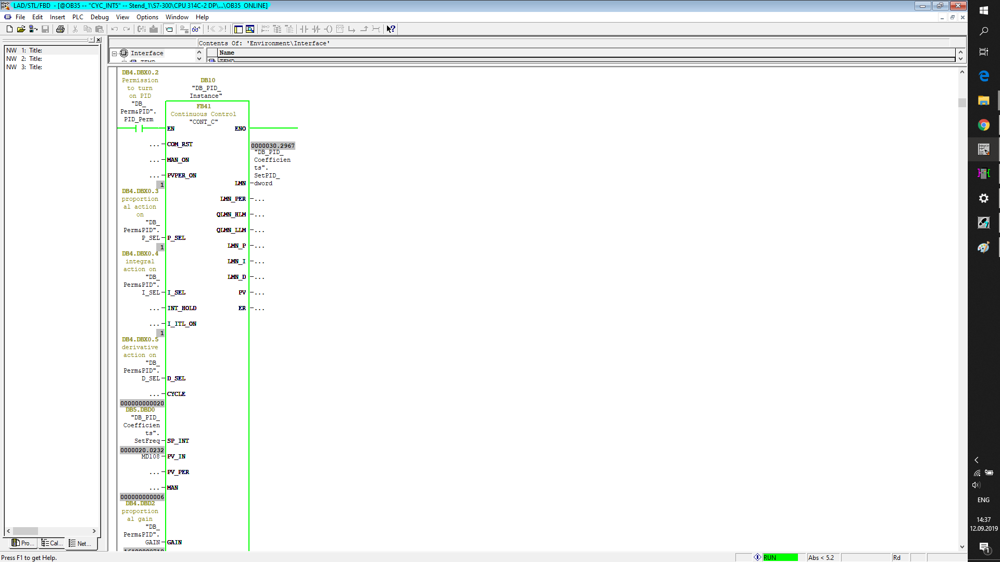 LAD/STL/FBD - [@OB35 -- "CYC_INT5" -- Stend_1\S7-300\CPU 314C-2 DP\...\OB35 ONLINE]
File Edit Insert PLC Debug View Options Window Help
Contents Of: 'Environment\Interface'
Interface
Name
TEMP
TEMP
NW 1: Title:
NW 2: Title:
NW 3: Title:
DB4.DBX0.2
Permission
to turn
on PID
"DB_
Perm&PID".
PID_Perm
DB10
"DB_PID_
Instance"
FB41
Continuous Control
"CONT_C"
EN
ENO
... COM_RST
... MAN_ON
... PVPER_ON
0000030.2967
"DB_PID_
Coefficien
ts".
SetPID_
LMN dword
1
DB4.DBX0.3
proportion
al action
on
"DB_
Perm&PID".
P_SEL P_SEL
LMN_PER ...
QLMN_HLM ...
QLMN_LLM ...
LMN_P ...
LMN_I ...
LMN_D ...
PV ...
ER ...
1
DB4.DBX0.4
integral
action on
"DB_
Perm&PID".
I_SEL I_SEL
... INT_HOLD
... I_ITL_ON
1
DB4.DBX0.5
derivative
action on
"DB_
Perm&PID".
D_SEL D_SEL
... CYCLE
000000000020
DB5.DBD0
"DB_PID_
Coefficien
ts".
SetFreq SP_INT
0000020.0232
MD108 PV_IN
... PV_PER
... MAN
000000000006
DB4.DBD2
proportion
al gain
"DB_
Perm&PID".
GAIN GAIN
Pro... Cal... Net...
Press F1 to get Help.
RUN
Abs < 5.2
Rd
ENG
14:37
12.09.2019
1